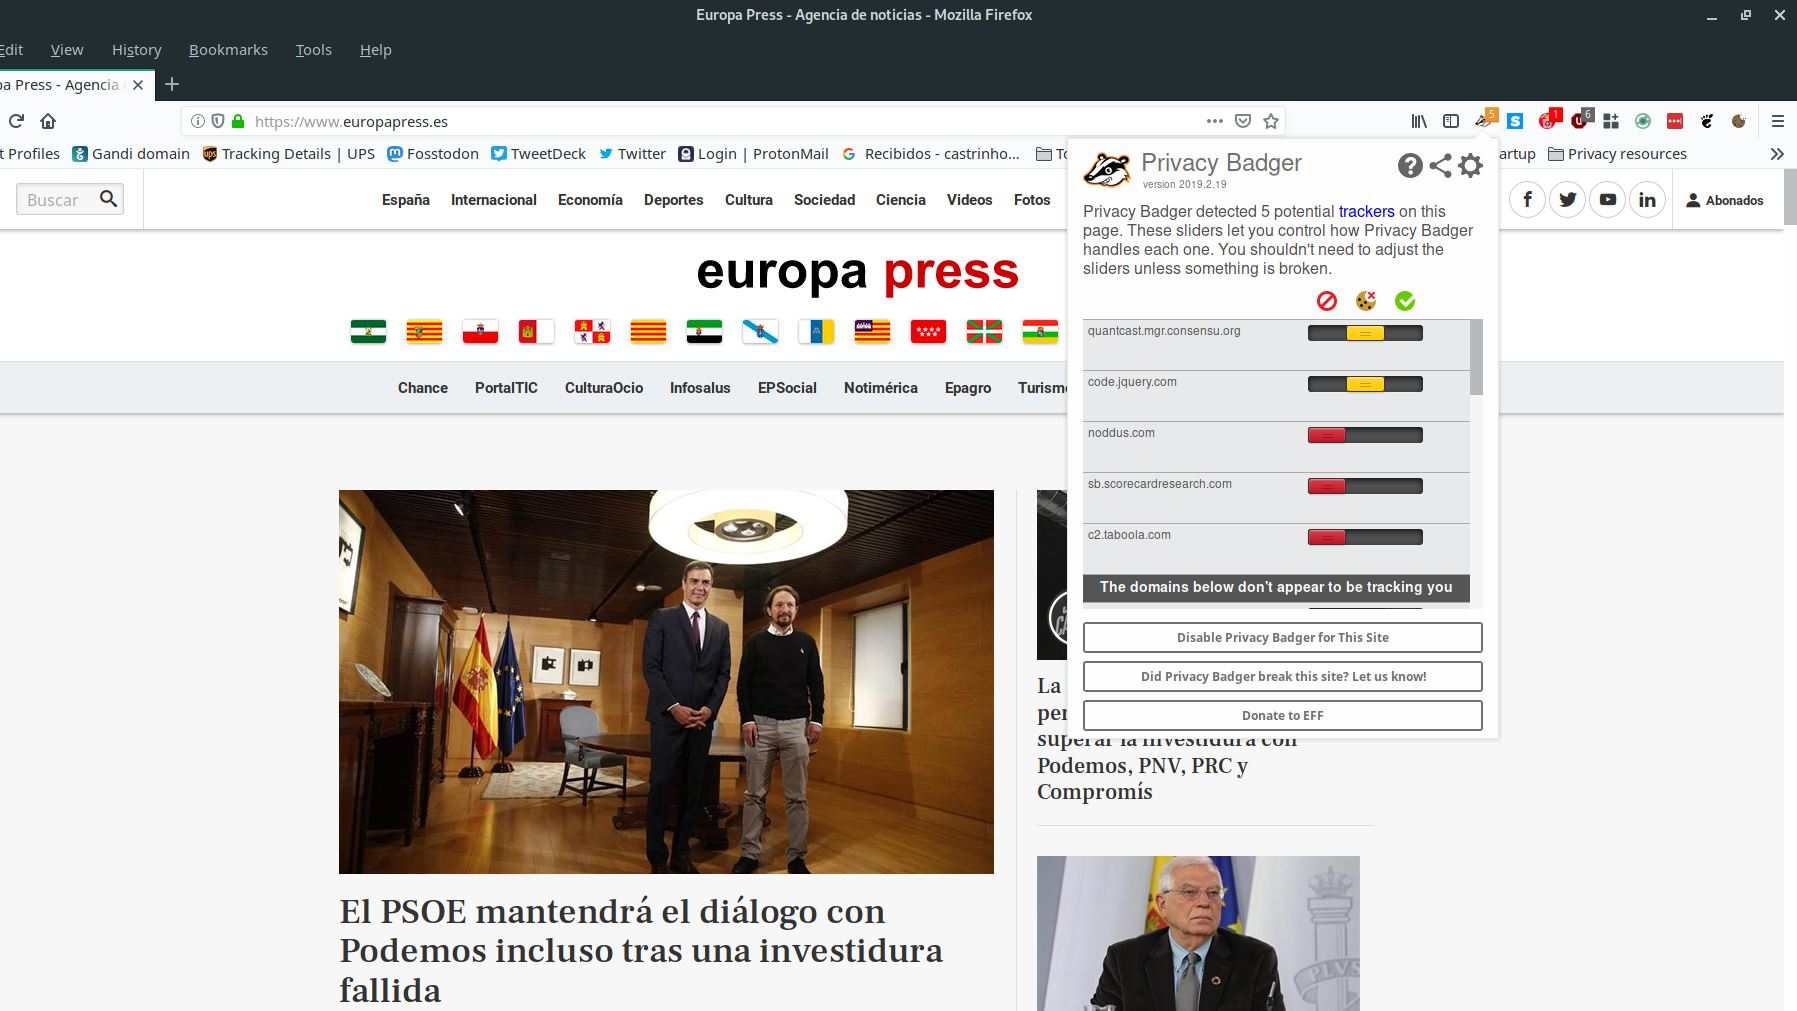 Europa Press - Agencia de noticias - Mozilla Firefox
Edit View History Bookmarks Tools Help
pa Press - Agencia
https://www.europapress.es
5 1 6
t Profiles Gandi domain Tracking Details | UPS Fosstodon TweetDeck Twitter Login | ProtonMail Recibidos - castrinho... To artup Privacy resources
Buscar
España Internacional Economía Deportes Cultura Sociedad Ciencia Videos Fotos
Abonados
europa press
Chance PortalTIC CulturaOcio Infosalus EPSocial Notimérica Epagro Turismo
Privacy Badger
version 2019.2.19
Privacy Badger detected 5 potential trackers on this
page. These sliders let you control how Privacy Badger
handles each one. You shouldn't need to adjust the
sliders unless something is broken.
quantcast.mgr.consensu.org
code.jquery.com
noddus.com
sb.scorecardresearch.com
c2.taboola.com
The domains below don't appear to be tracking you
Disable Privacy Badger for This Site
Did Privacy Badger break this site? Let us know!
Donate to EFF
La
per
superar la investidura con
Podemos, PNV, PRC y
Compromís
El PSOE mantendrá el diálogo con
Podemos incluso tras una investidura
fallida